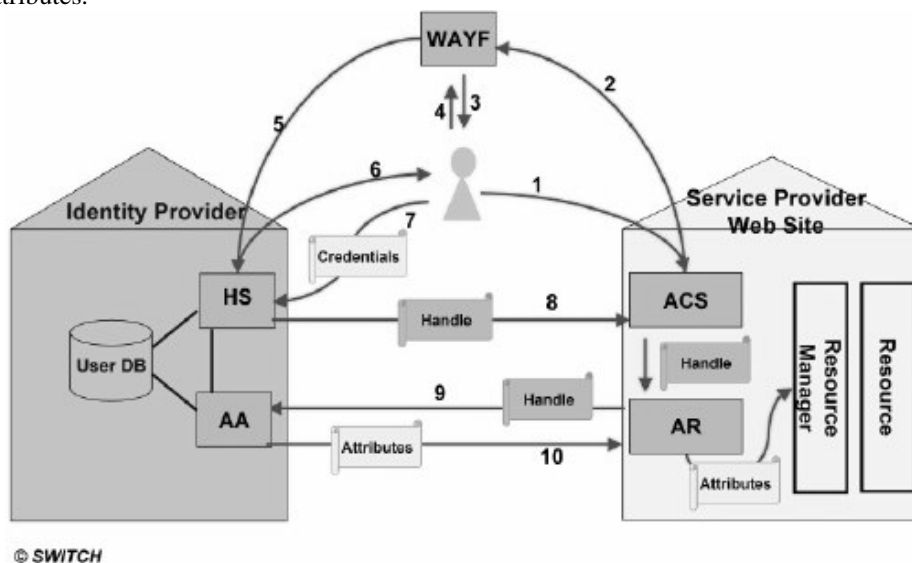 tributes.
WAYF
2
4
3
5
6
1
Identity Provider
7
Service Provider
Web Site
Credentials
HS
ACS
8
Handle
User DB
Handle
Resource
Manager
Resource
9
Handle
AA
AR
Attributes
10
Attributes
© SWITCH